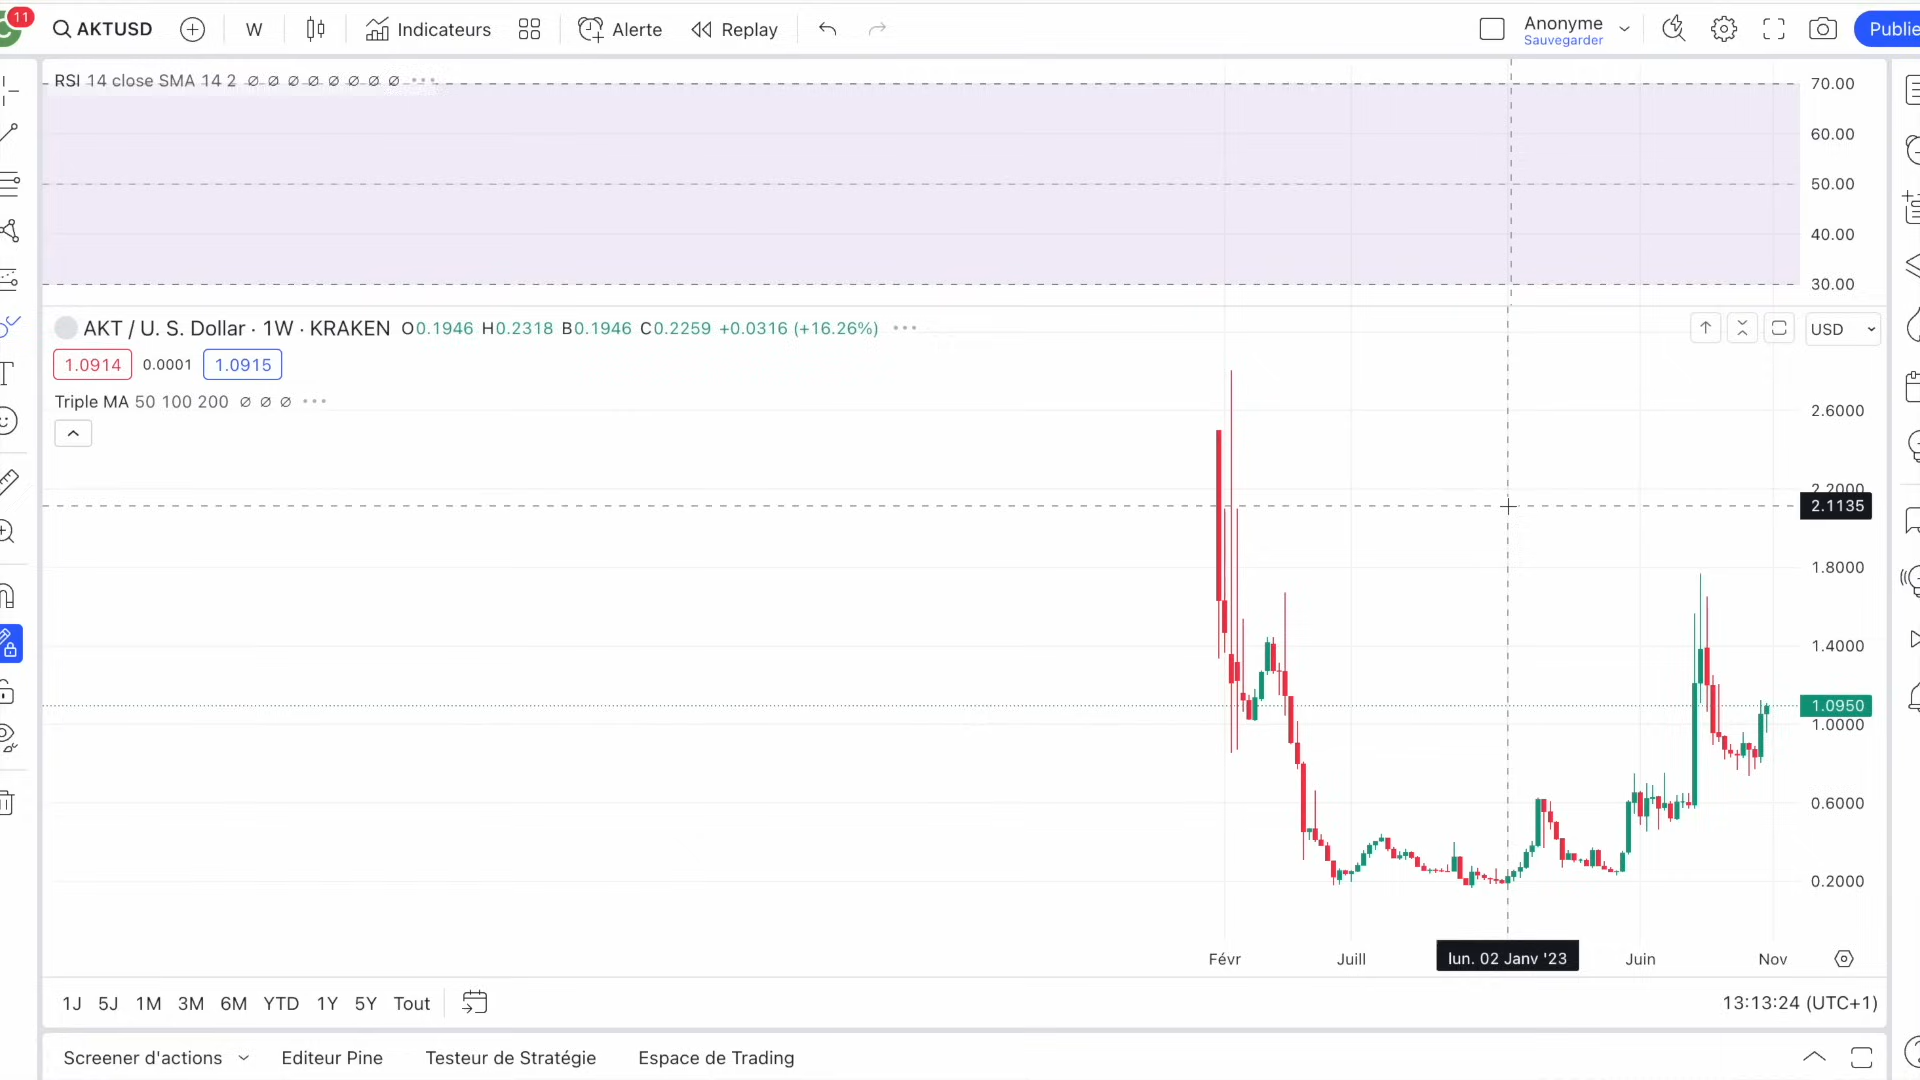 11
AKTUSD W Indicateurs Alerte Replay Anonyme Publie
Sauvegarder
RSI 14 close SMA 14 2 ∅ ∅ ∅ ∅ ∅ ∅ ∅ ∅
70.00
60.00
50.00
40.00
30.00
AKT / U. S. Dollar · 1W · KRAKEN O0.1946 H0.2318 B0.1946 C0.2259 +0.0316 (+16.26%) USD
1.0914 0.0001 1.0915
Triple MA 50 100 200 ∅ ∅ ∅
2.6000
2.2000
2.1135
1.8000
1.4000
1.0950
1.0000
0.6000
0.2000
Févr Juill lun. 02 Janv '23 Juin Nov
1J 5J 1M 3M 6M YTD 1Y 5Y Tout 13:13:24 (UTC+1)
Screener d'actions Editeur Pine Testeur de Stratégie Espace de Trading